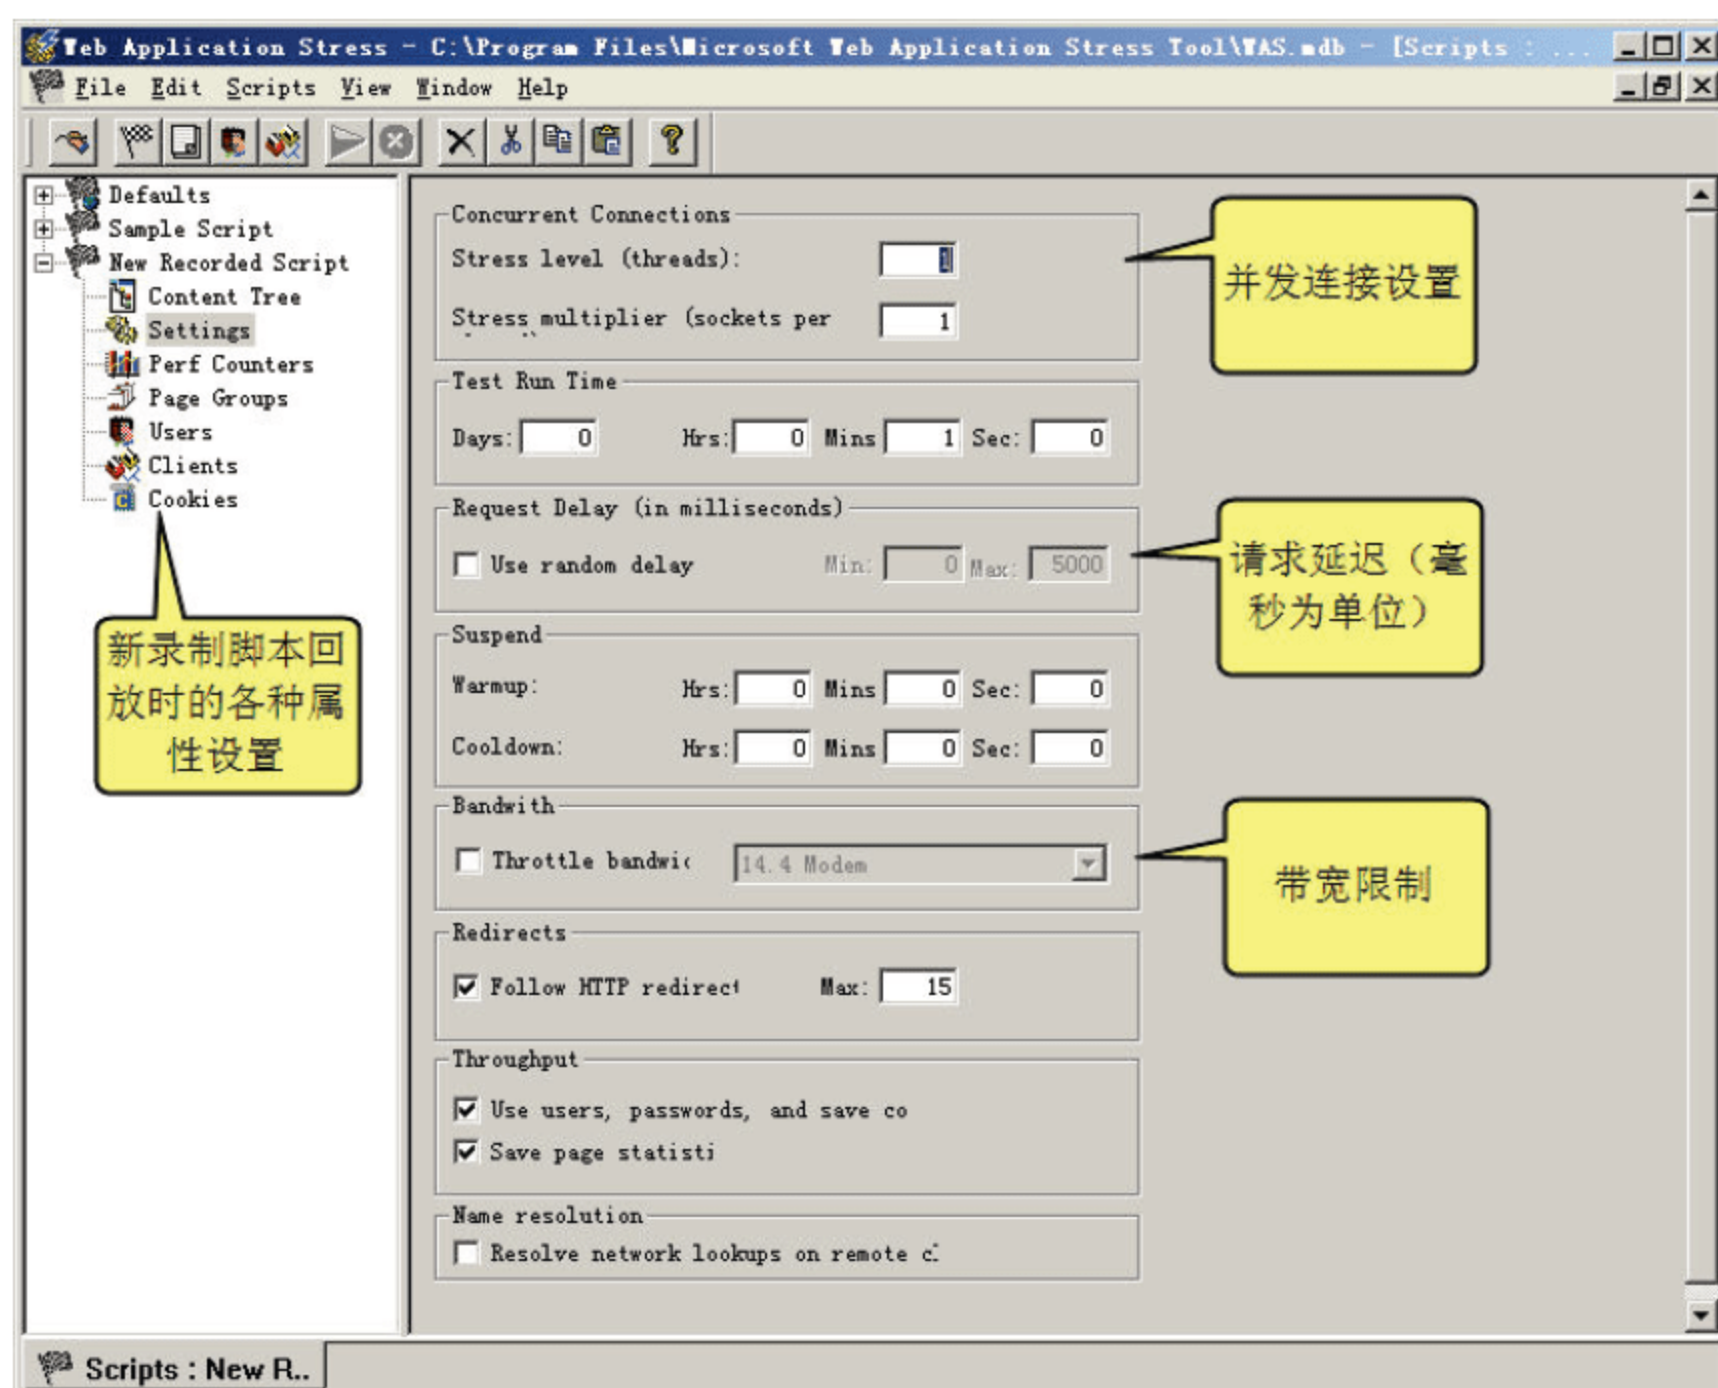 Web Application Stress - C:\Program Files\Microsoft Web Application Stress Tool\WAS.mdb - [Scripts : ...
File Edit Scripts View Window Help
Defaults
Sample Script
New Recorded Script
Content Tree
Settings
Perf Counters
Page Groups
Users
Clients
Cookies
新录制脚本回
放时的各种属
性设置
Concurrent Connections
Stress level (threads): 1
Stress multiplier (sockets per 1
并发连接设置
Test Run Time
Days: 0 Hrs: 0 Mins 1 Sec: 0
Request Delay (in milliseconds)
Use random delay Min: 0 Max: 5000
请求延迟（毫
秒为单位）
Suspend
Warmup: Hrs: 0 Mins 0 Sec: 0
Cooldown: Hrs: 0 Mins 0 Sec: 0
Bandwith
Throttle bandwi 14.4 Modem
带宽限制
Redirects
Follow HTTP redirect Max: 15
Throughput
Use users, passwords, and save co
Save page statisti
Name resolution
Resolve network lookups on remote c
Scripts : New R..